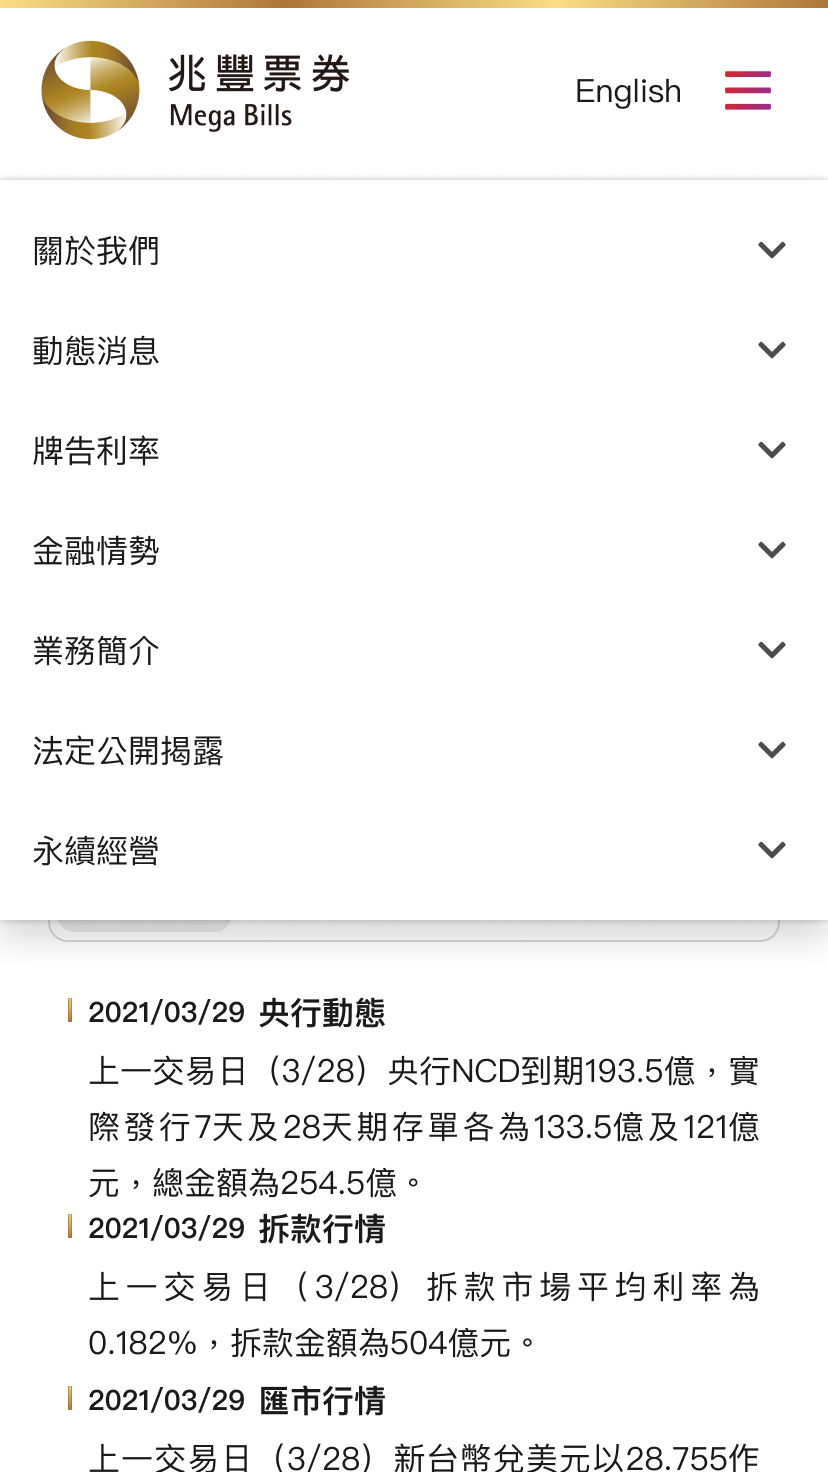 兆豐票券
Mega Bills
English
關於我們
動態消息
牌告利率
金融情勢
業務簡介
法定公開揭露
永續經營
2021/03/29 央行動態
上一交易日（3/28）央行NCD到期193.5億，實
際發行7天及28天期存單各為133.5億及121億
元，總金額為254.5億。
2021/03/29 拆款行情
上一交易日（3/28）拆款市場平均利率為
0.182%，拆款金額為504億元。
2021/03/29 匯市行情
上一交易日（3/28）新台幣兌美元以28.755作